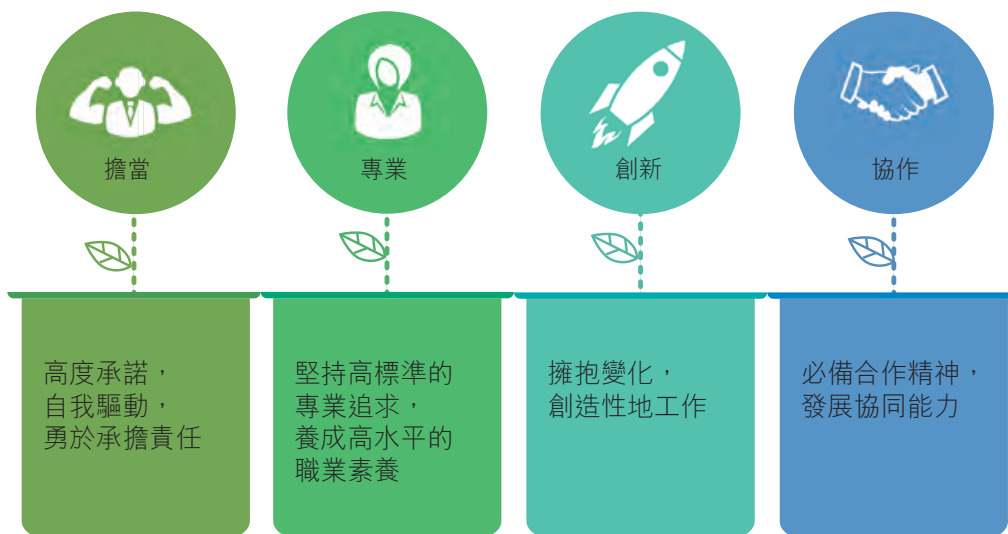 擔當
專業
創新
協作
高度承諾，
自我驅動，
勇於承擔責任
堅持高標準的
專業追求，
養成高水平的
職業素養
擁抱變化，
創造性地工作
必備合作精神，
發展協同能力